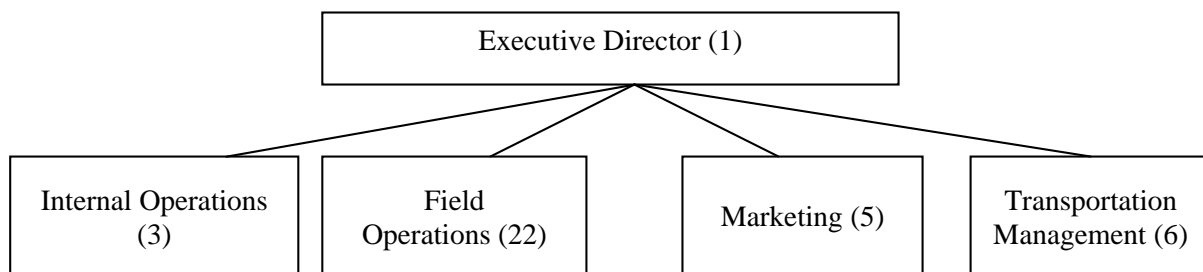 Executive Director (1)
Internal Operations
(3)
Field
Operations (22)
Marketing (5)
Transportation
Management (6)